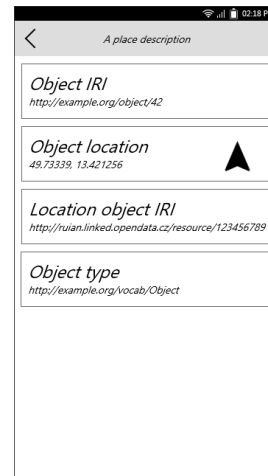 02:18 P
A place description
Object IRI
http://example.org/object/42
Object location
49.73339, 13.421256
Location object IRI
http://ruian.linked.opendata.cz/resource/123456789
Object type
http://example.org/vocab/Object